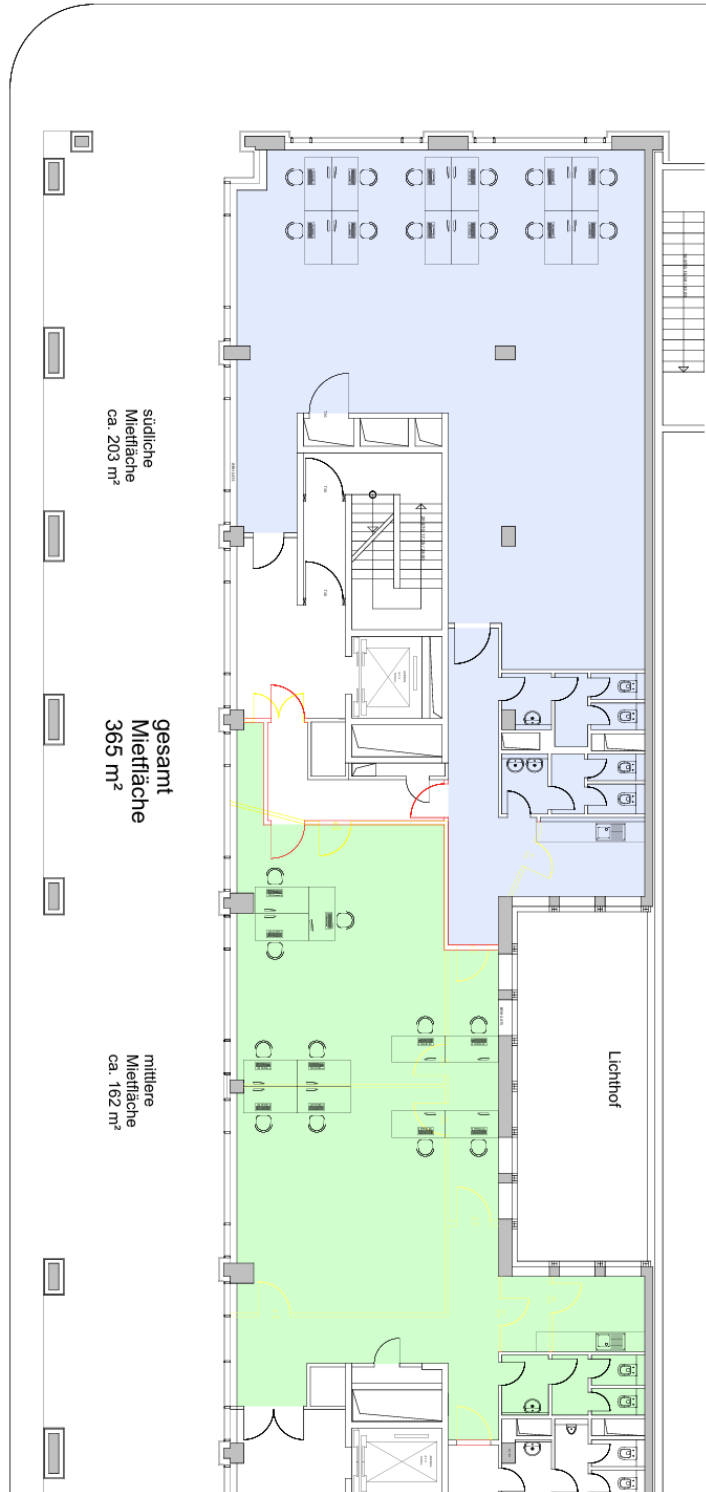 südliche
Mietfläche
ca. 203 m²
gesamt
Mietfläche
365 m²
mittlere
Mietfläche
ca. 162 m²
Lichthof